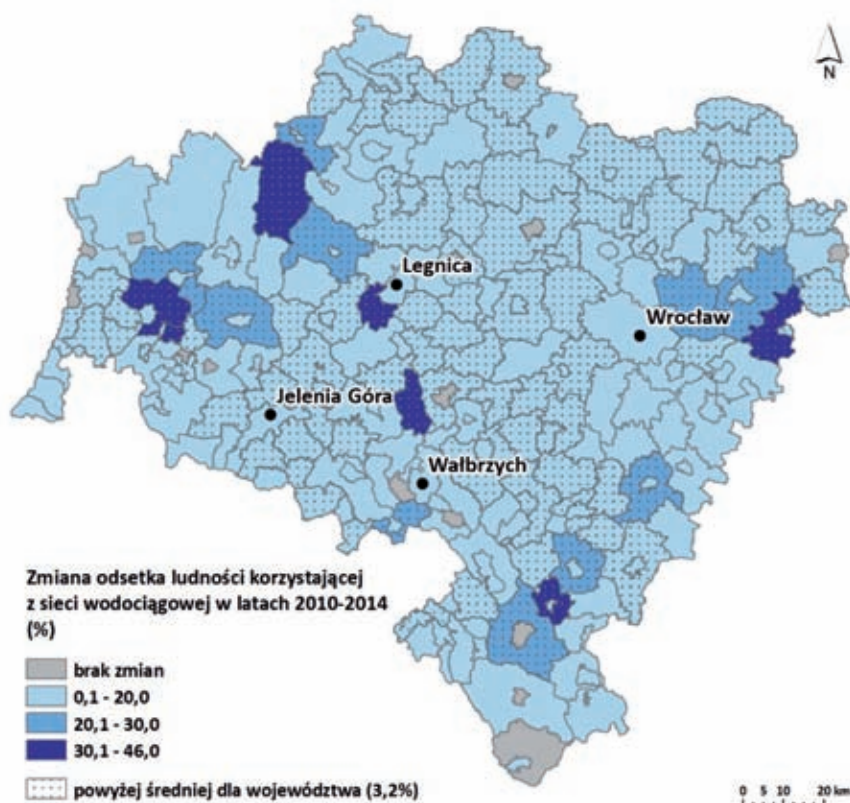 N
Legnica
Wrocław
Jelenia Góra
Wałbrzych
Zmiana odsetka ludności korzystającej
z sieci wodociągowej w latach 2010-2014
(%)
brak zmian
0,1 - 20,0
20,1 - 30,0
30,1 - 46,0
powyżej średniej dla województwa (3,2%)
0 5 10 20 km